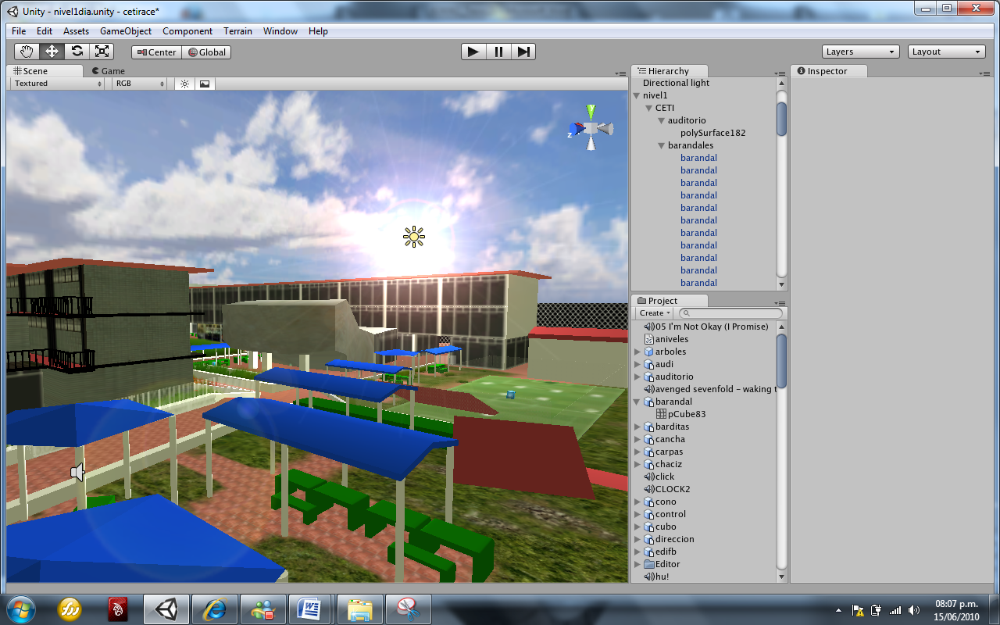 Unity - nivel1dia.unity - cetirace*
File Edit Assets GameObject Component Terrain Window Help
Center Global Layers Layout
Scene Game
Textured RGB
z
Hierarchy
Directional light
nivel1
CETI
auditorio
polySurface182
barandales
barandal
barandal
barandal
barandal
barandal
barandal
barandal
barandal
barandal
barandal
barandal
Inspector
Project
Create
05 I'm Not Okay (I Promise)
Js aniveles
arboles
audi
auditorio
avenged sevenfold - waking t
barandal
pCube83
barditas
cancha
carpas
chaciz
click
CLOCK2
cono
control
cubo
direccion
edifb
Editor
hu!
08:07 p.m.
15/06/2010